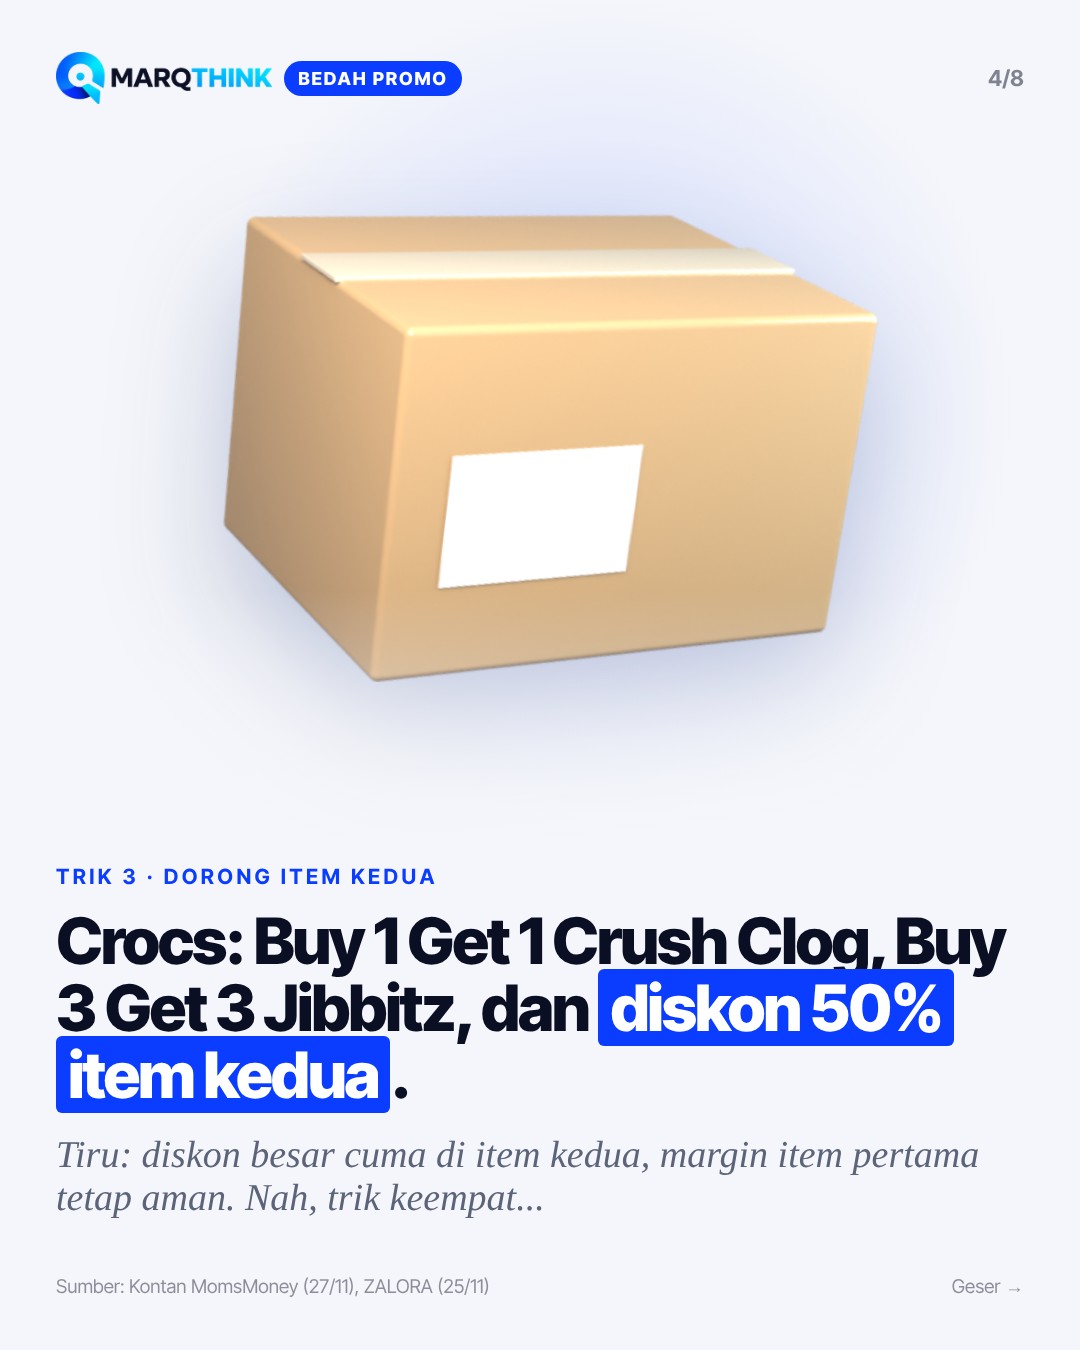 MARQTHINK BEDAH PROMO 4/8
TRIK 3 · DORONG ITEM KEDUA
Crocs: Buy 1 Get 1 Crush Clog, Buy
3 Get 3 Jibbitz, dan diskon 50%
item kedua.
Tiru: diskon besar cuma di item kedua, margin item pertama
tetap aman. Nah, trik keempat...
Sumber: Kontan MomsMoney (27/11), ZALORA (25/11) Geser →